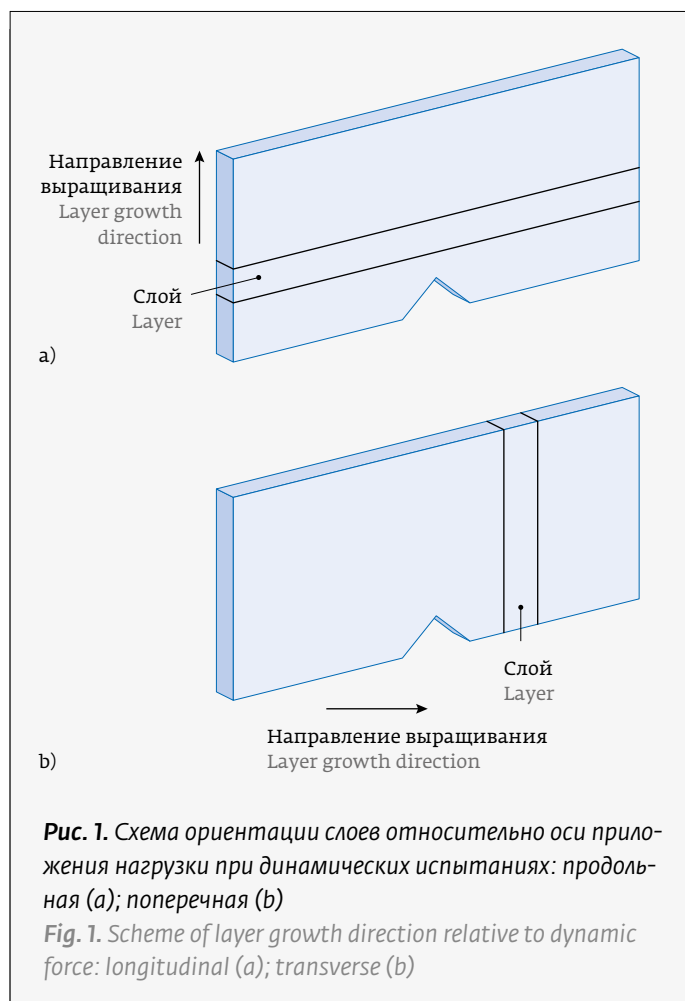 Направление
выращивания
Layer growth
direction
Слой
Layer
a)
Слой
Layer
Направление выращивания
Layer growth direction
b)
Рис. 1. Схема ориентации слоев относительно оси прило-
жения нагрузки при динамических испытаниях: продоль-
ная (a); поперечная (b)
Fig. 1. Scheme of layer growth direction relative to dynamic
force: longitudinal (a); transverse (b)